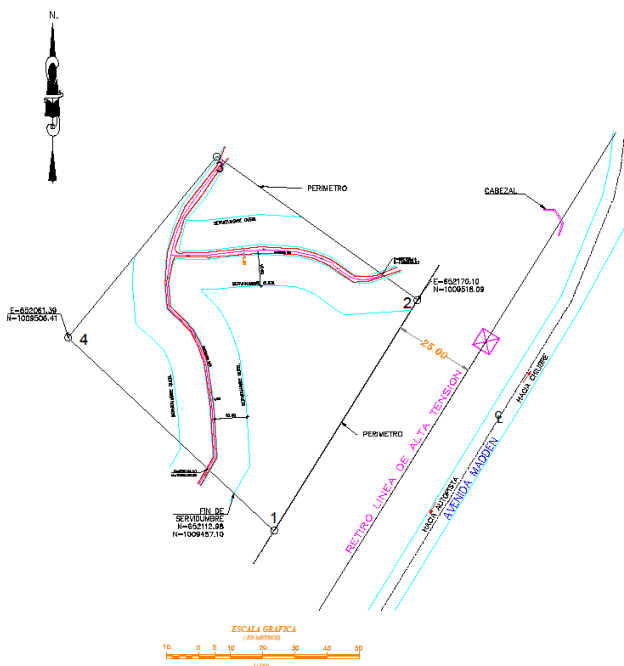 N.
3
PERIMETRO
CABEZAL
SERVIDUMBRE
E-652170.10
N-1009518.09
2
E-652061.39
N-1009506.41
4
25.00
HACIA CHILIBRE
PERIMETRO
RETIRO LINEA DE ALTA TENSION
AVENIDA MADDEN
HACIA AUTOPISTA
FIN DE
SERVIDUMBRE
N-652112.98
N-1009457.10
1
ESCALA GRAFICA
( EN METROS)
10 0 5 10 20 30 40 50